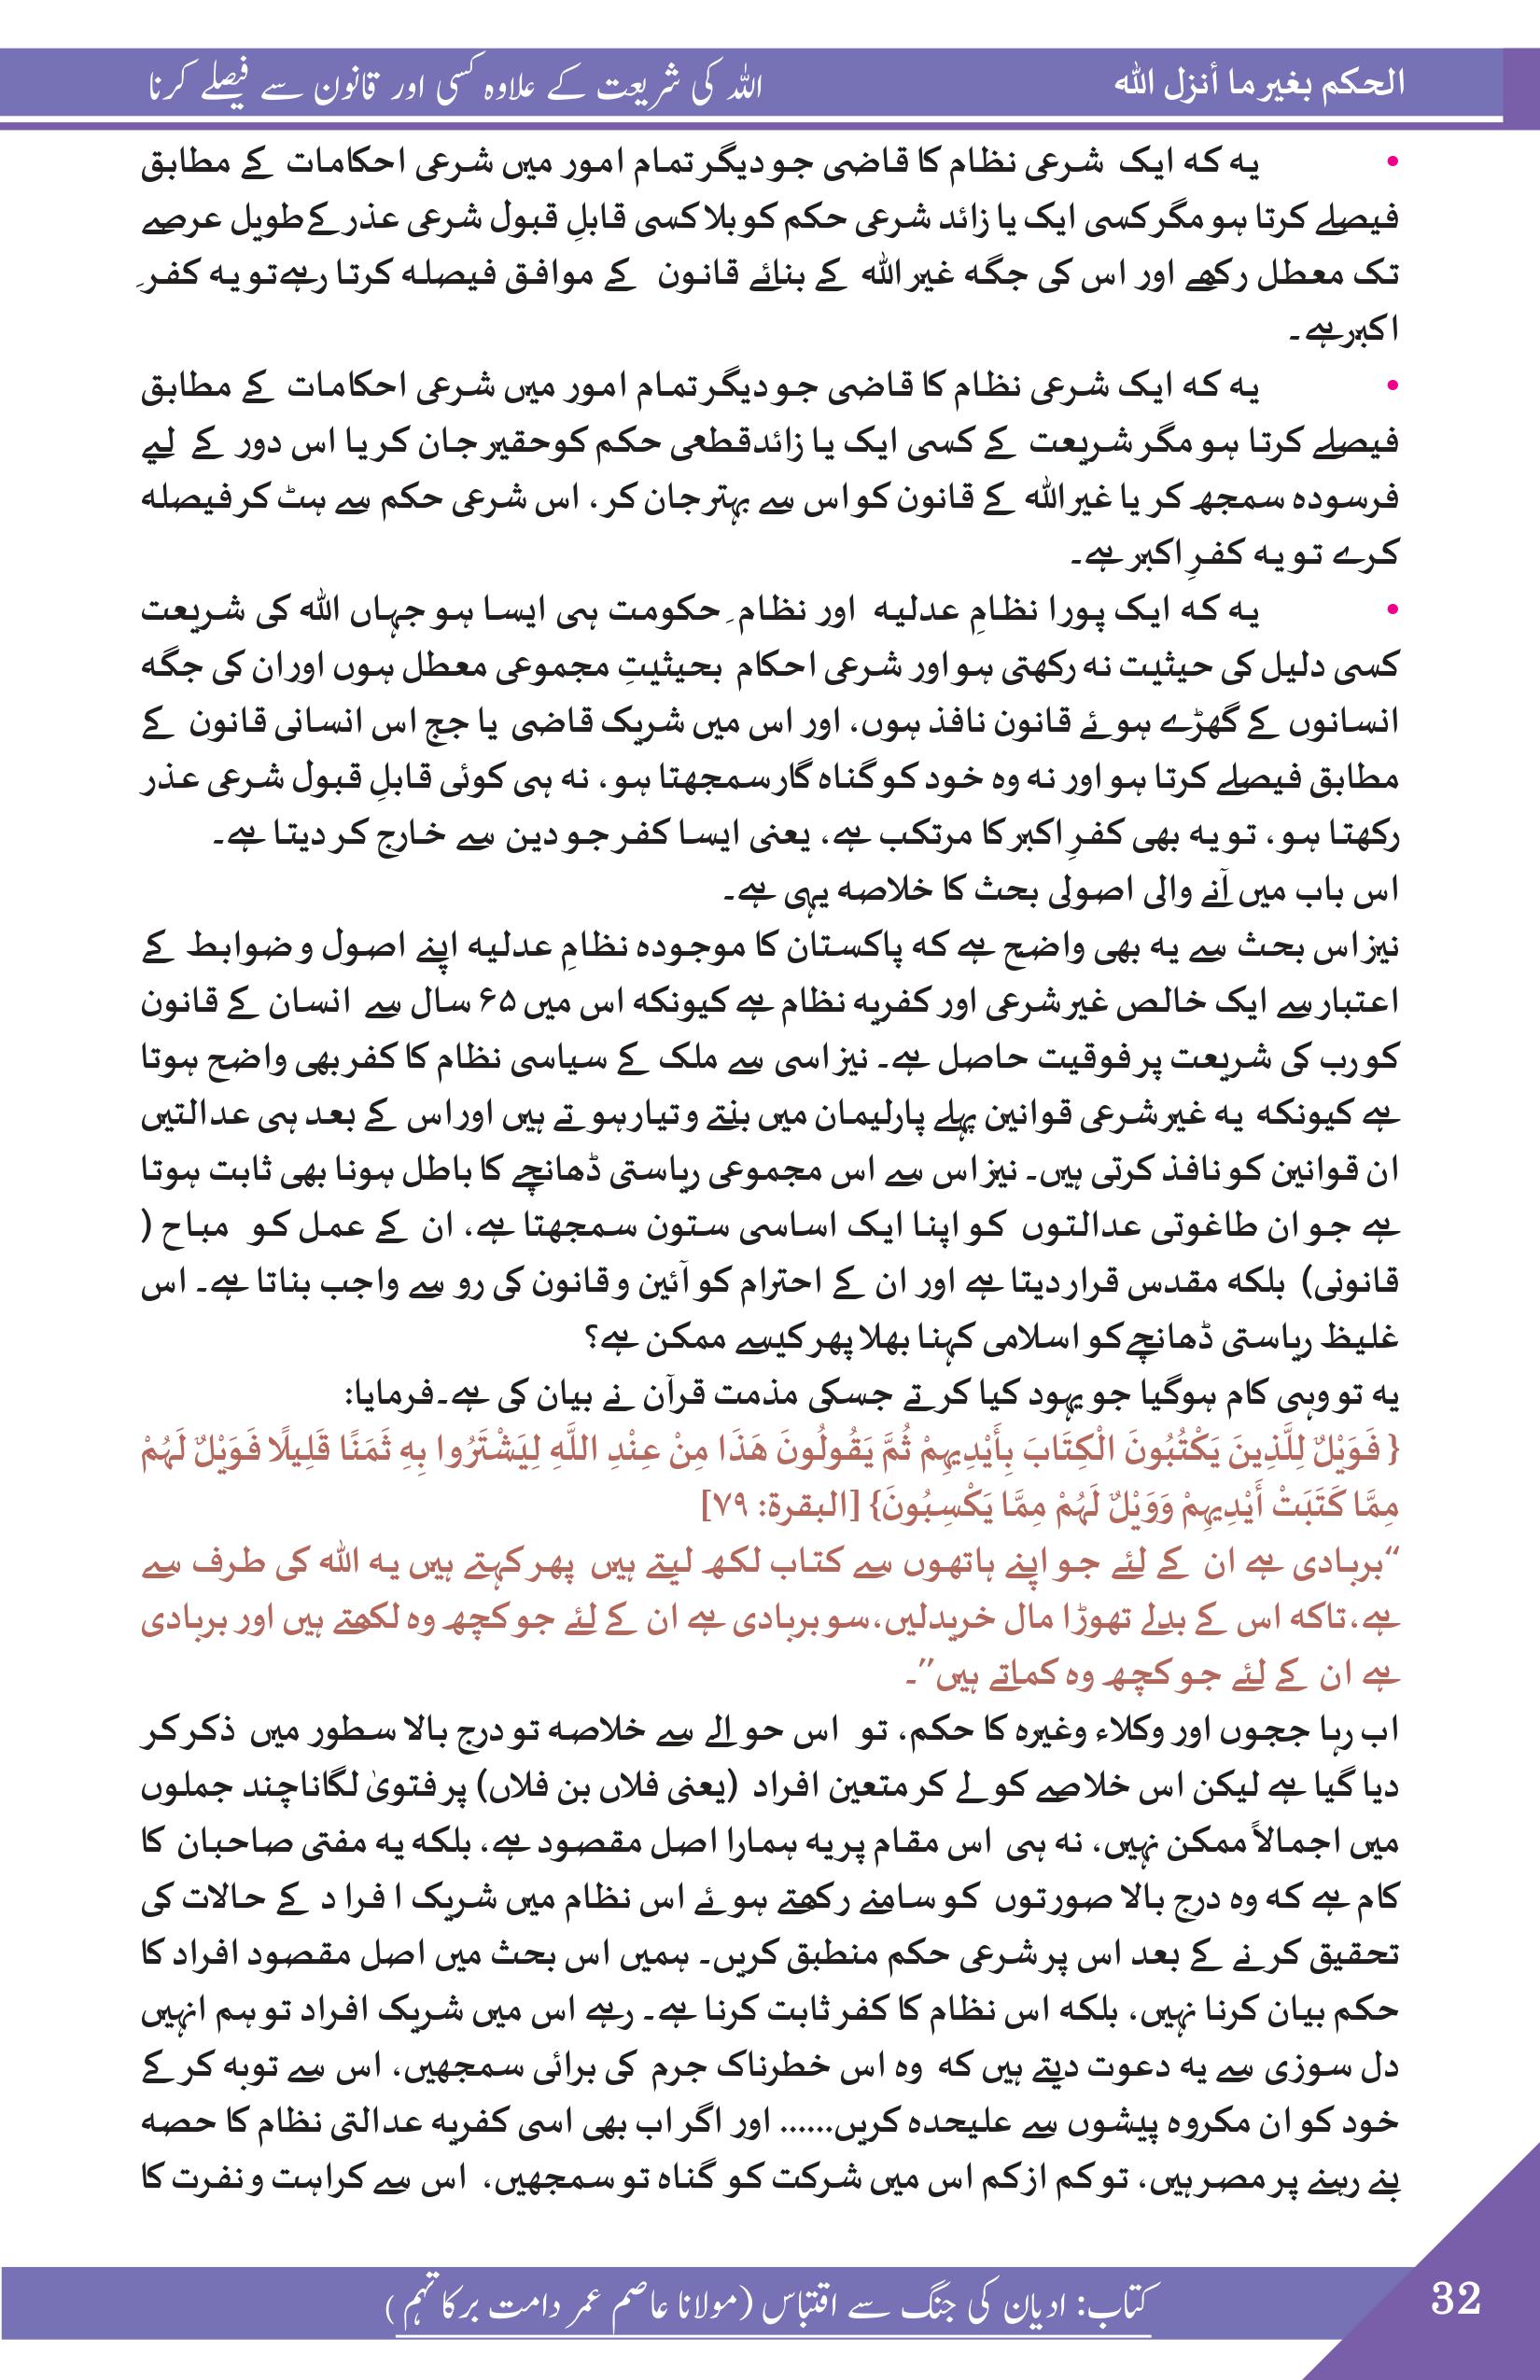 الحکم بغیر ما أنزل اللہ
اللہ کی شریعت کے علاوہ کسی اور قانون سے فیصلے کرنا
• یہ کہ ایک شرعی نظام کا قاضی جو دیگر تمام امور میں شرعی احکامات کے مطابق
فیصلے کرتا ہو مگر کسی ایک یا زائد شرعی حکم کو بلا کسی قابلِ قبول شرعی عذر کے طویل عرصے
تک معطل رکھے اور اس کی جگہ غیر اللہ کے بنائے قانون کے موافق فیصلہ کرتا رہے تو یہ کفرِ
اکبر ہے۔
• یہ کہ ایک شرعی نظام کا قاضی جو دیگر تمام امور میں شرعی احکامات کے مطابق
فیصلے کرتا ہو مگر شریعت کے کسی ایک یا زائد قطعی حکم کو حقیر جان کر یا اس دور کے لیے
فرسودہ سمجھ کر یا غیر اللہ کے قانون کو اس سے بہتر جان کر، اس شرعی حکم سے ہٹ کر فیصلہ
کرے تو یہ کفرِ اکبر ہے۔
• یہ کہ ایک پورا نظامِ عدلیہ اور نظامِ حکومت ہی ایسا ہو جہاں اللہ کی شریعت
کسی دلیل کی حیثیت نہ رکھتی ہو اور شرعی احکام بحیثیتِ مجموعی معطل ہوں اور ان کی جگہ
انسانوں کے گھڑے ہوئے قانون نافذ ہوں، اور اس میں شریک قاضی یا جج اس انسانی قانون کے
مطابق فیصلے کرتا ہو اور نہ وہ خود کو گناہ گار سمجھتا ہو، نہ ہی کوئی قابلِ قبول شرعی عذر
رکھتا ہو، تو یہ بھی کفرِ اکبر کا مرتکب ہے، یعنی ایسا کفر جو دین سے خارج کر دیتا ہے۔
اس باب میں آنے والی اصولی بحث کا خلاصہ یہی ہے۔
نیز اس بحث سے یہ بھی واضح ہے کہ پاکستان کا موجودہ نظامِ عدلیہ اپنے اصول و ضوابط کے
اعتبار سے ایک خالص غیر شرعی اور کفریہ نظام ہے کیونکہ اس میں ۶۵ سال سے انسان کے قانون
کو رب کی شریعت پر فوقیت حاصل ہے۔ نیز اسی سے ملک کے سیاسی نظام کا کفر بھی واضح ہوتا
ہے کیونکہ یہ غیر شرعی قوانین پہلے پارلیمان میں بنتے و تیار ہوتے ہیں اور اس کے بعد ہی عدالتیں
ان قوانین کو نافذ کرتی ہیں۔ نیز اس سے اس مجموعی ریاستی ڈھانچے کا باطل ہونا بھی ثابت ہوتا
ہے جو ان طاغوتی عدالتوں کو اپنا ایک اساسی ستون سمجھتا ہے، ان کے عمل کو مباح (
قانونی) بلکہ مقدس قرار دیتا ہے اور ان کے احترام کو آئین و قانون کی رو سے واجب بناتا ہے۔ اس
غلیظ ریاستی ڈھانچے کو اسلامی کہنا بھلا پھر کیسے ممکن ہے؟
یہ تو وہی کام ہوگیا جو یہود کیا کرتے جسکی مذمت قرآن نے بیان کی ہے۔فرمایا:
{ فَوَيْلٌ لِلَّذِينَ يَكْتُبُونَ الْكِتَابَ بِأَيْدِيهِمْ ثُمَّ يَقُولُونَ هَذَا مِنْ عِنْدِ اللَّهِ لِيَشْتَرُوا بِهِ ثَمَنًا قَلِيلًا فَوَيْلٌ لَهُمْ
مِمَّا كَتَبَتْ أَيْدِيهِمْ وَوَيْلٌ لَهُمْ مِمَّا يَكْسِبُونَ} [البقرة: ٧٩]
“بربادی ہے ان کے لئے جو اپنے ہاتھوں سے کتاب لکھ لیتے ہیں پھر کہتے ہیں یہ اللہ کی طرف سے
ہے،تاکہ اس کے بدلے تھوڑا مال خریدلیں،سو بربادی ہے ان کے لئے جو کچھ وہ لکھتے ہیں اور بربادی
ہے ان کے لئے جو کچھ وہ کماتے ہیں”۔
اب رہا ججوں اور وکلاء وغیرہ کا حکم، تو اس حوالے سے خلاصہ تو درج بالا سطور میں ذکر کر
دیا گیا ہے لیکن اس خلاصے کو لے کر متعین افراد (یعنی فلاں بن فلاں) پر فتویٰ لگانا چند جملوں
میں اجمالاً ممکن نہیں، نہ ہی اس مقام پر یہ ہمارا اصل مقصود ہے، بلکہ یہ مفتی صاحبان کا
کام ہے کہ وہ درج بالا صورتوں کو سامنے رکھتے ہوئے اس نظام میں شریک ا فرا د کے حالات کی
تحقیق کرنے کے بعد اس پر شرعی حکم منطبق کریں۔ ہمیں اس بحث میں اصل مقصود افراد کا
حکم بیان کرنا نہیں، بلکہ اس نظام کا کفر ثابت کرنا ہے۔ رہے اس میں شریک افراد تو ہم انہیں
دل سوزی سے یہ دعوت دیتے ہیں کہ وہ اس خطرناک جرم کی برائی سمجھیں، اس سے توبہ کر کے
خود کو ان مکروہ پیشوں سے علیحدہ کریں...... اور اگر اب بھی اسی کفریہ عدالتی نظام کا حصہ
بنے رہنے پر مصر ہیں، تو کم از کم اس میں شرکت کو گناہ تو سمجھیں، اس سے کراہت و نفرت کا
کتاب: ادیان کی جنگ سے اقتباس (مولانا عاصم عمر دامت برکاتہم)
32